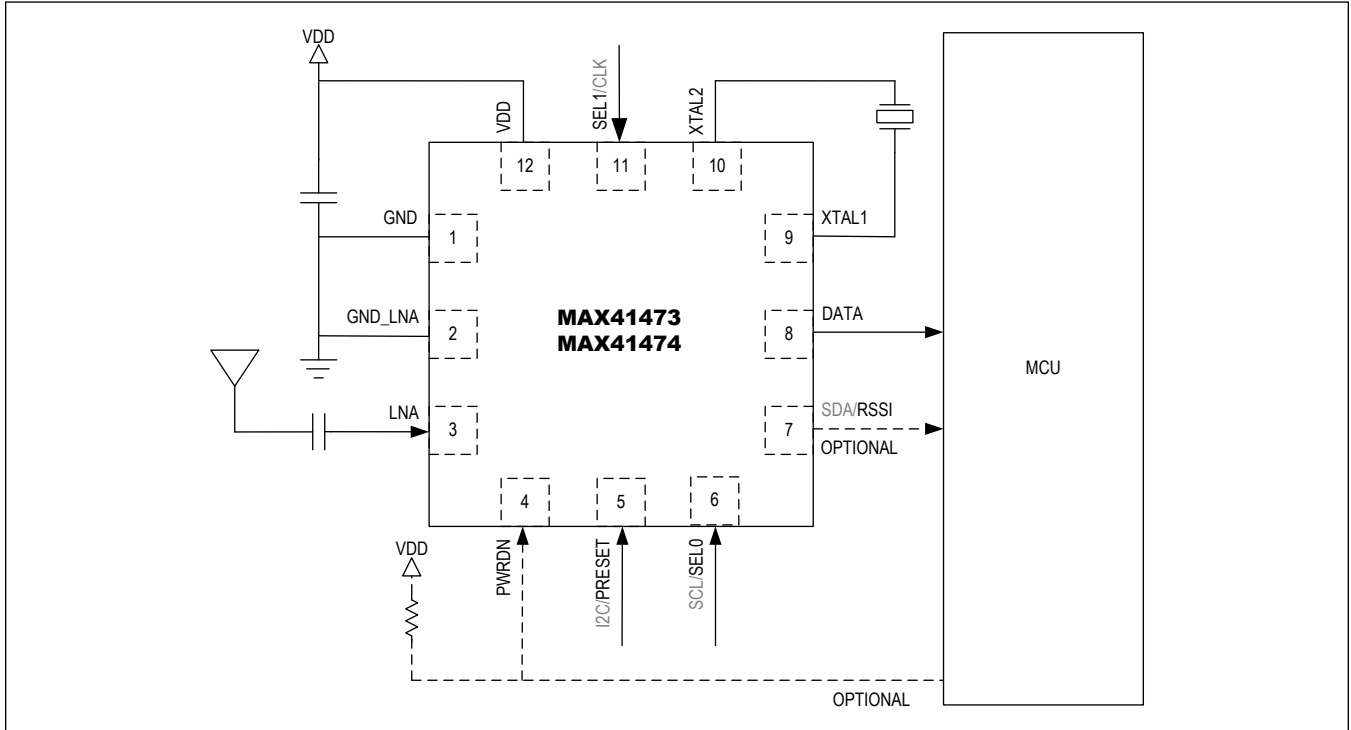 VDD
VDD
SEL1/CLK
XTAL2
12
11
10
GND
1
9
XTAL1
GND_LNA
2
MAX41473
MAX41474
8
DATA
MCU
LNA
3
7
SDA/RSSI
OPTIONAL
4
5
6
VDD
PWRDN
I2C/PRESET
SCL/SEL0
OPTIONAL